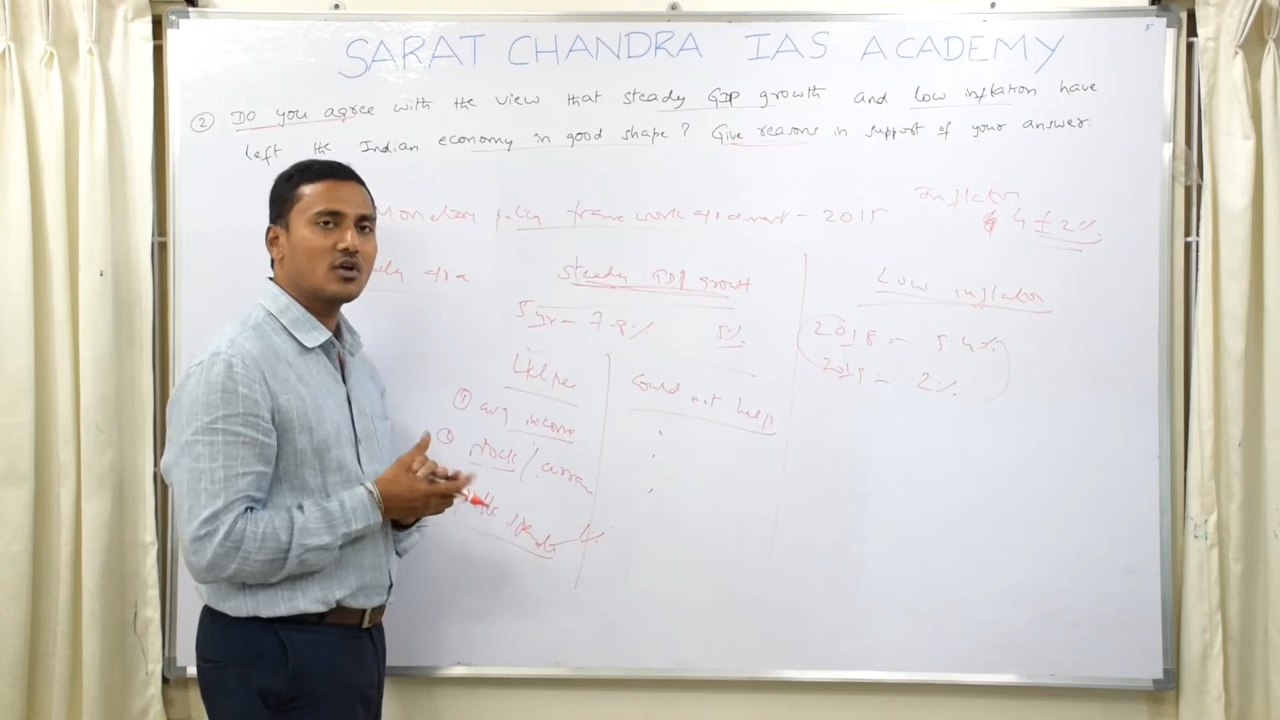 SARAT CHANDRA IAS ACADEMY
② Do you agree with the view that steady GDP growth and low inflation have
left the Indian economy in good shape? Give reasons in support of your answer.
Inflation
policy framework agreement - 2015
4 ± 2%
Steady GDP growth
Low inflation
5 yr - 7.8%
5%
2018 - 5.4%
2019 - 2%
Helped
Could not help
① avg income
②